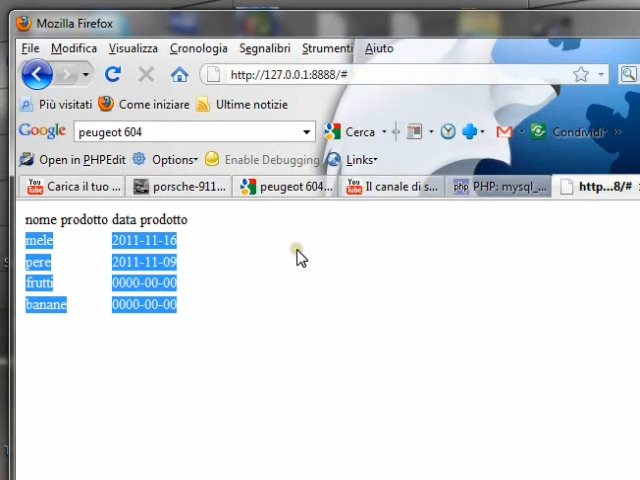 Mozilla Firefox
File Modifica Visualizza Cronologia Segnalibri Strumenti Aiuto
http://127.0.0.1:8888/#
Più visitati Come iniziare Ultime notizie
Google peugeot 604 Cerca Condividi
Open in PHPEdit Options Enable Debugging Links
Carica il tuo ... porsche-911... peugeot 604... Il canale di s... PHP: mysql_... http...8/#
nome prodotto data prodotto
mele 2011-11-16
pere 2011-11-09
frutti 0000-00-00
banane 0000-00-00